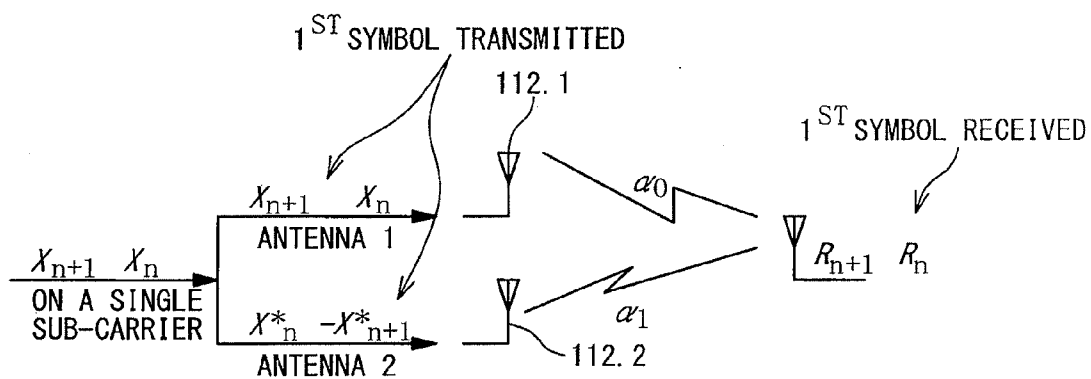 1ST SYMBOL TRANSMITTED
112.1
1ST SYMBOL RECEIVED
Xn+1 Xn
ANTENNA 1
α0
Xn+1 Xn
ON A SINGLE
SUB-CARRIER
Rn+1 Rn
X*n -X*n+1
ANTENNA 2
α1
112.2